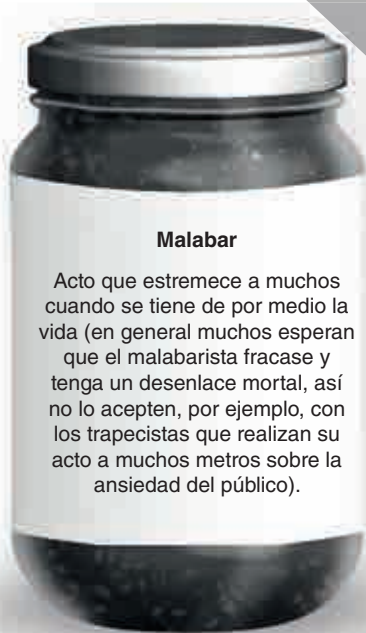 Malabar
Acto que estremece a muchos
cuando se tiene de por medio la
vida (en general muchos esperan
que el malabarista fracase y
tenga un desenlace mortal, así
no lo acepten, por ejemplo, con
los trapecistas que realizan su
acto a muchos metros sobre la
ansiedad del público).